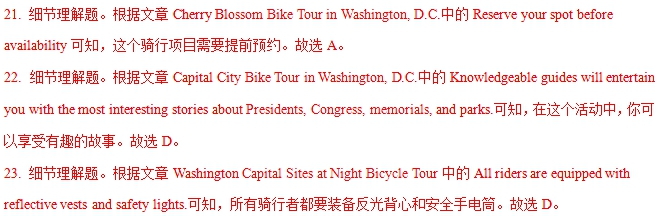 21. 细节理解题。根据文章 Cherry Blossom Bike Tour in Washington, D.C.中的 Reserve your spot before
availability 可知，这个骑行项目需要提前预约。故选 A。
22. 细节理解题。根据文章 Capital City Bike Tour in Washington, D.C.中的 Knowledgeable guides will entertain
you with the most interesting stories about Presidents, Congress, memorials, and parks.可知，在这个活动中，你可
以享受有趣的故事。故选 D。
23. 细节理解题。根据文章 Washington Capital Sites at Night Bicycle Tour 中的 All riders are equipped with
reflective vests and safety lights.可知，所有骑行者都要装备反光背心和安全手电筒。故选 D。